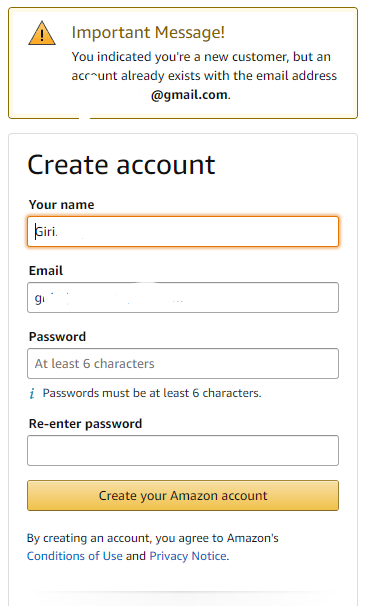 Important Message!
You indicated you're a new customer, but an
account already exists with the email address
@gmail.com.
Create account
Your name
Giri.
Email
Password
At least 6 characters
i Passwords must be at least 6 characters.
Re-enter password
Create your Amazon account
By creating an account, you agree to Amazon's
Conditions of Use and Privacy Notice.